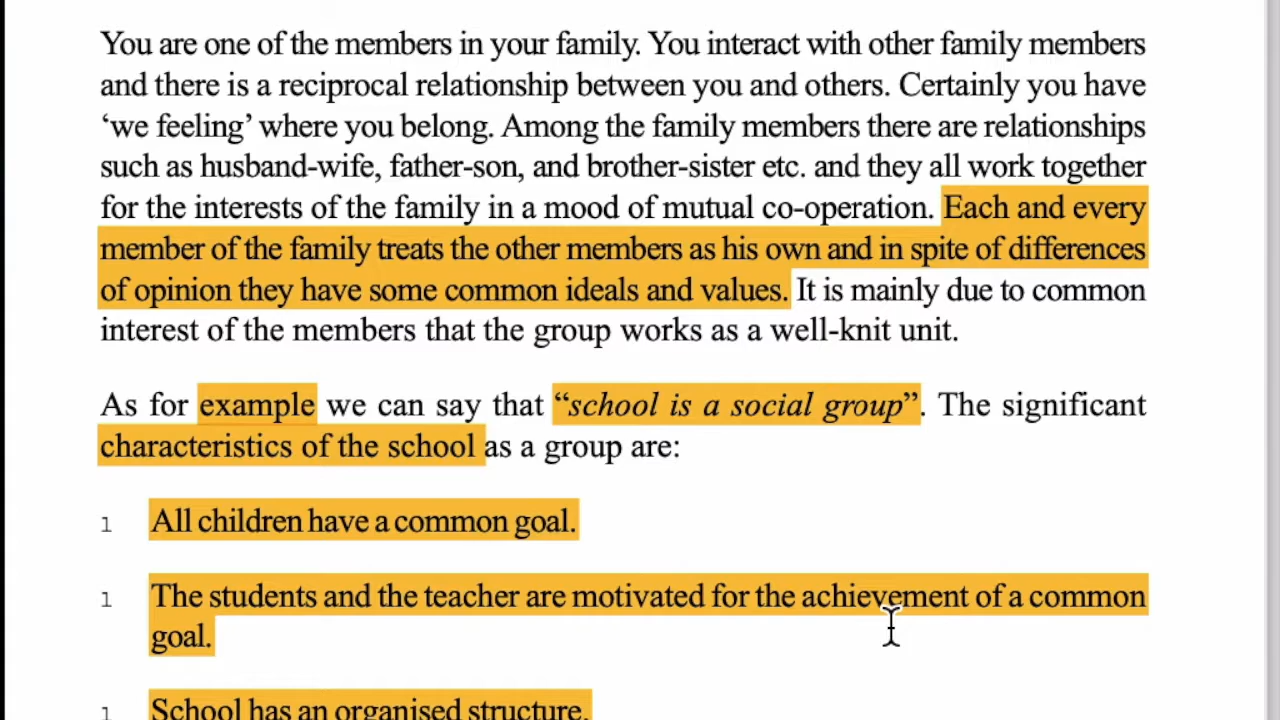 You are one of the members in your family. You interact with other family members
and there is a reciprocal relationship between you and others. Certainly you have
‘we feeling’ where you belong. Among the family members there are relationships
such as husband-wife, father-son, and brother-sister etc. and they all work together
for the interests of the family in a mood of mutual co-operation. Each and every
member of the family treats the other members as his own and in spite of differences
of opinion they have some common ideals and values. It is mainly due to common
interest of the members that the group works as a well-knit unit.
As for example we can say that “school is a social group”. The significant
characteristics of the school as a group are:
l All children have a common goal.
l The students and the teacher are motivated for the achievement of a common
goal.
l School has an organised structure.